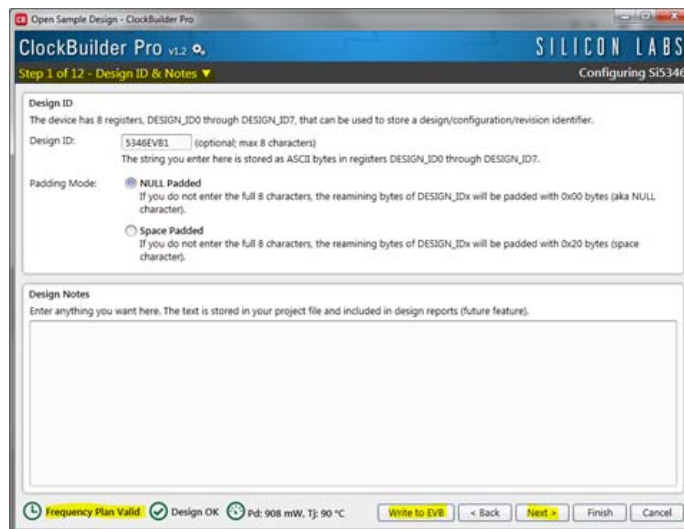 CB Open Sample Design - ClockBuilder Pro
ClockBuilder Pro v1.2
SILICON LABS
Step 1 of 12 - Design ID & Notes ▼
Configuring Si5346
Design ID
The device has 8 registers, DESIGN_ID0 through DESIGN_ID7, that can be used to store a design/configuration/revision identifier.
Design ID: 5346EVB1 (optional; max 8 characters)
The string you enter here is stored as ASCII bytes in registers DESIGN_ID0 through DESIGN_ID7.
Padding Mode: NULL Padded
If you do not enter the full 8 characters, the reamining bytes of DESIGN_IDx will be padded with 0x00 bytes (aka NULL
character).
Space Padded
If you do not enter the full 8 characters, the reamining bytes of DESIGN_IDx will be padded with 0x20 bytes (space
character).
Design Notes
Enter anything you want here. The text is stored in your project file and included in design reports (future feature).
Frequency Plan Valid Design OK Pd: 908 mW, Tj: 90 °C Write to EVB < Back Next > Finish Cancel